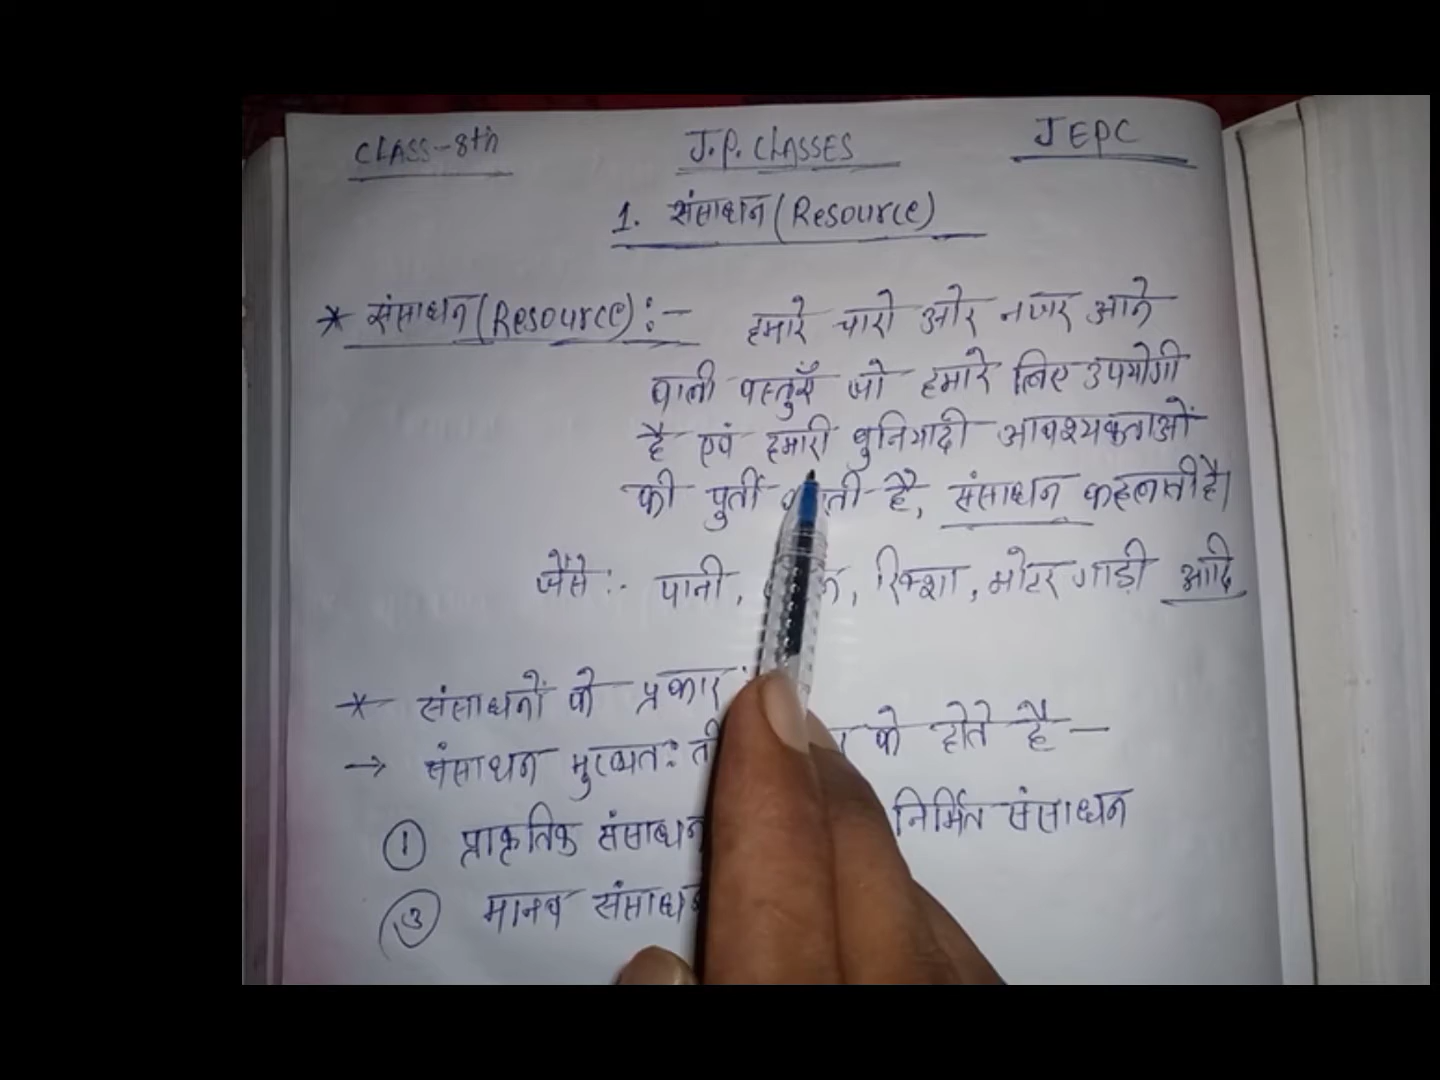 CLASS-8th J.P. CLASSES JEPC
1. संसाधन (Resource)
* संसाधन (Resource):- हमारे चारो ओर नजर आने
वाली वस्तुएँ जो हमारे लिए उपयोगी
है एवं हमारी बुनियादी आवश्यकताओं
की पुर्ती है, संसाधन कहलाती है।
जैसे:- पानी, रिक्शा, मोटर गाड़ी आदि
* संसाधनों के प्रकार
→ संसाधन मुख्यत: के होते है —
① प्राकृतिक संसाधन निर्मित संसाधन
③ मानव संसाधन